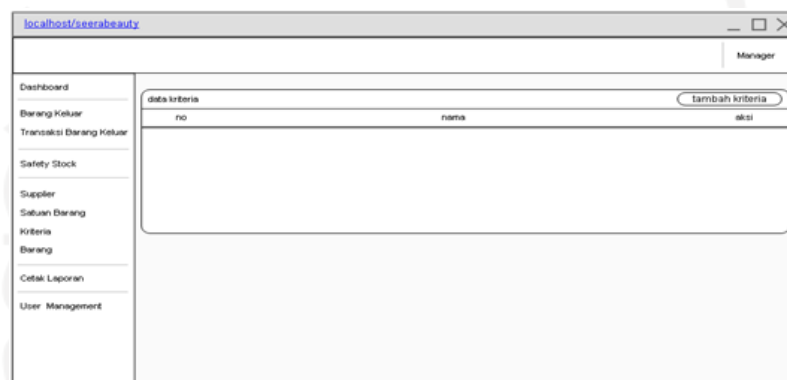 localhost/seerabeauty
Manager
Dashboard
Barang Keluar
Transaksi Barang Keluar
Safety Stock
Supplier
Satuan Barang
Kriteria
Barang
Cetak Laporan
User Management
data kriteria
tambah kriteria
no nama aksi